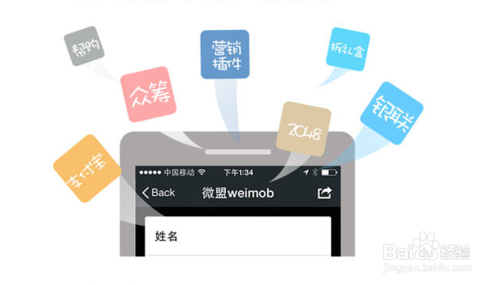 帮购
众筹
营销
插件
拆礼盒
银联
2048
支付宝
中国移动
下午1:34
Back
微盟weimob
姓名
Baidu经验
jingyan.baidu.com